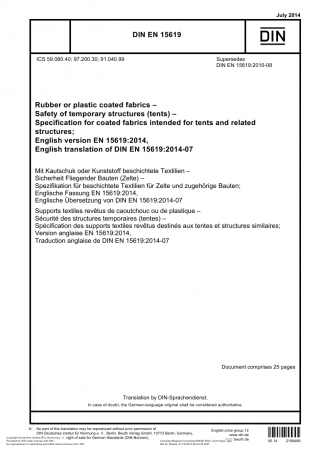 July 2014
DIN EN 15619
DIN
ICS 59.080.40; 97.200.30; 91.040.99
Supersedes
DIN EN 15619:2010-08
Rubber or plastic coated fabrics –
Safety of temporary structures (tents) –
Specification for coated fabrics intended for tents and related
structures;
English version EN 15619:2014,
English translation of DIN EN 15619:2014-07
Mit Kautschuk oder Kunststoff beschichtete Textilien –
Sicherheit Fliegender Bauten (Zelte) –
Spezifikation für beschichtete Textilien für Zelte und zugehörige Bauten;
Englische Fassung EN 15619:2014,
Englische Übersetzung von DIN EN 15619:2014-07
Supports textiles revêtus de caoutchouc ou de plastique –
Sécurité des structures temporaires (tentes) –
Spécification des supports textiles revêtus destinés aux tentes et structures similaires;
Version anglaise EN 15619:2014,
Traduction anglaise de DIN EN 15619:2014-07
Document comprises 25 pages
Translation by DIN-Sprachendienst.
In case of doubt, the German-language original shall be considered authoritative.
© No part of this translation may be reproduced without prior permission of
DIN Deutsches Institut für Normung e. V., Berlin. Beuth Verlag GmbH, 10772 Berlin, Germany,
right of sale for German Standards (DIN-Normen).
English price group 12
www.din.de
www.beuth.de